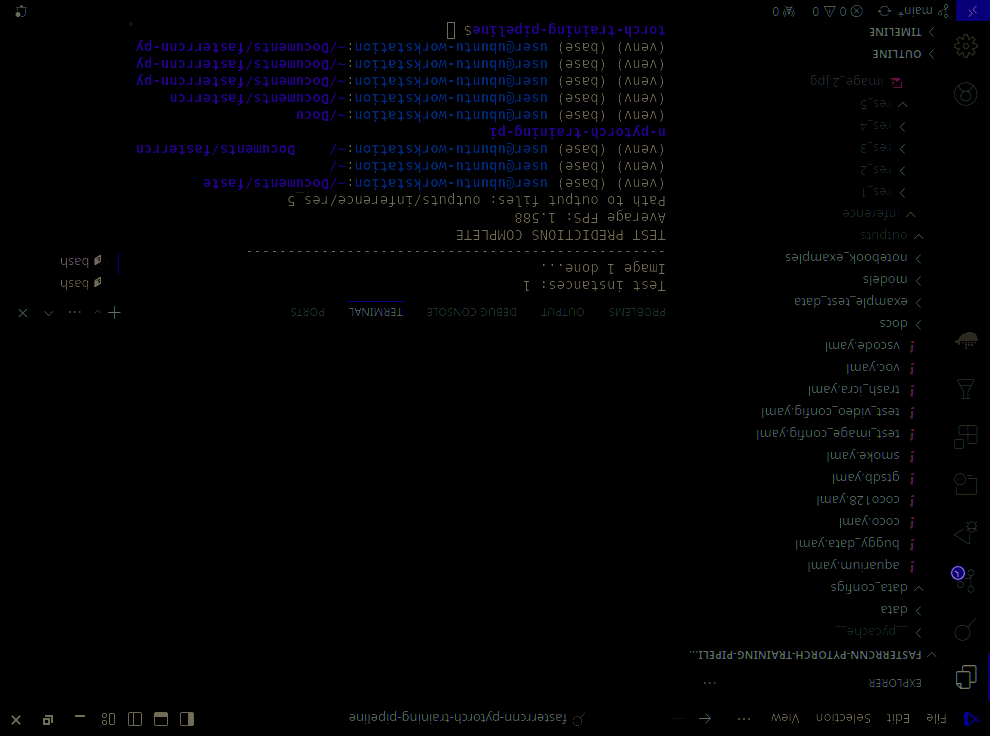 File Edit Selection View ··· fasterrcnn-pytorch-training-pipeline
EXPLORER ···
FASTERRCNN-PYTORCH-TRAINING-PIPELI...
__pycache__
data
data_configs
! aquarium.yaml
! buggy_data.yaml
! coco.yaml
! coco128.yaml
! gtsdb.yaml
! smoke.yaml
! test_image_config.yaml
! test_video_config.yaml
! trash_icra.yaml
! voc.yaml
! vscode.yaml
docs
example_test_data
models
notebook_examples
outputs
inference
res_1
res_2
res_3
res_4
res_5
image_2.jpg
OUTLINE
TIMELINE
PROBLEMS OUTPUT DEBUG CONSOLE TERMINAL PORTS
Test instances: 1
Image 1 done...
--------------------------------------------------
TEST PREDICTIONS COMPLETE
Average FPS: 1.588
Path to output files: outputs/inference/res_5
(venv) (base) user@ubuntu-workstation:~/Documents/faste
(venv) (base) user@ubuntu-workstation:~/
(venv) (base) user@ubuntu-workstation:~/ Documents/fasterrcn
n-pytorch-training-pi
(venv) (base) user@ubuntu-workstation:~/Docu
(venv) (base) user@ubuntu-workstation:~/Documents/fasterrcn
(venv) (base) user@ubuntu-workstation:~/Documents/fasterrcnn-py
(venv) (base) user@ubuntu-workstation:~/Documents/fasterrcnn-py
(venv) (base) user@ubuntu-workstation:~/Documents/fasterrcnn-py
torch-training-pipeline$
bash
bash
main* 0 0 0